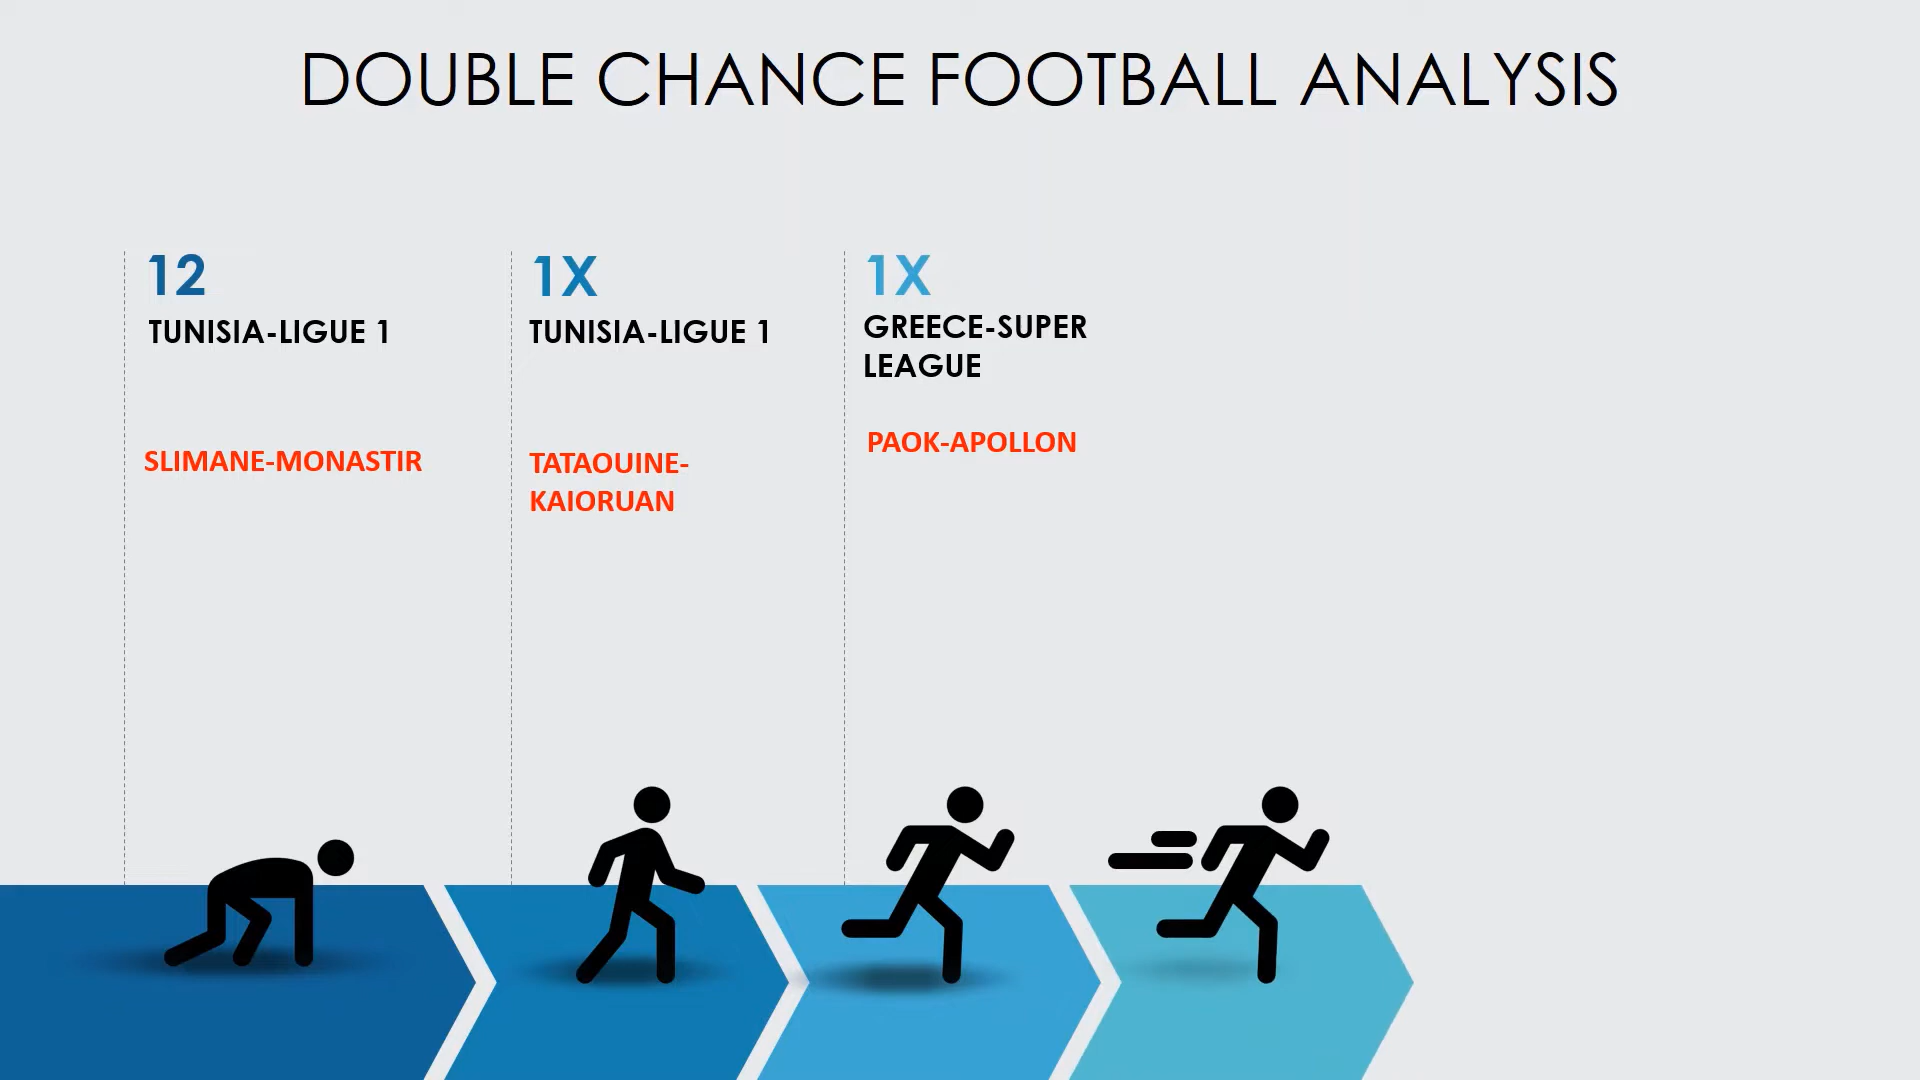 DOUBLE CHANCE FOOTBALL ANALYSIS
12
TUNISIA-LIGUE 1
SLIMANE-MONASTIR
1X
TUNISIA-LIGUE 1
TATAOUINE-
KAIORUAN
1X
GREECE-SUPER
LEAGUE
PAOK-APOLLON